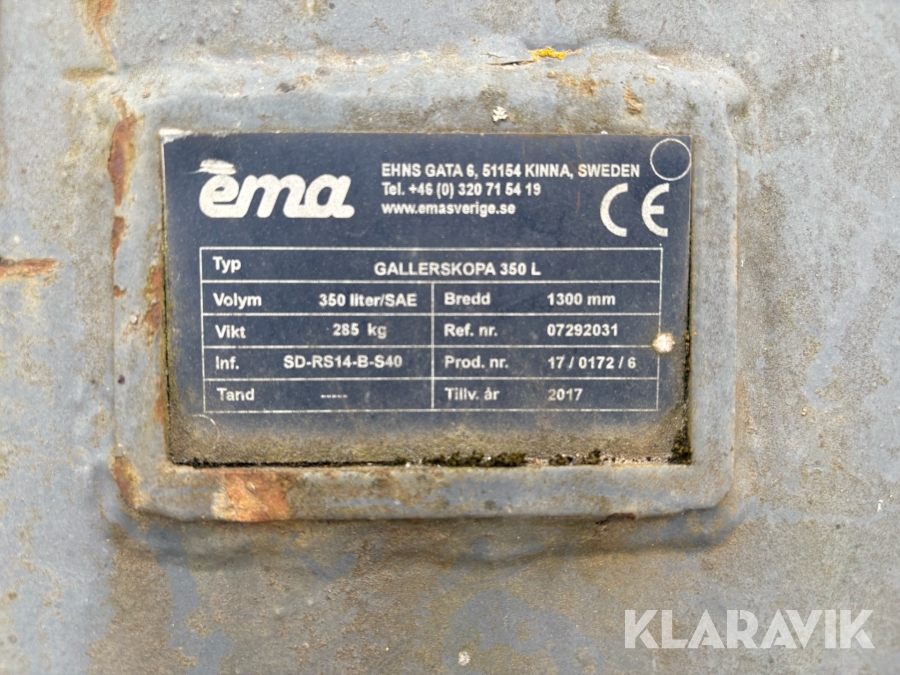 ema
EHNS GATA 6, 51154 KINNA, SWEDEN
Tel. +46 (0) 320 71 54 19
www.emasverige.se
CE
Typ GALLERSKOPA 350 L
Volym 350 liter/SAE Bredd 1300 mm
Vikt 285 kg Ref. nr. 07292031
Inf. SD-RS14-B-S40 Prod. nr. 17 / 0172 / 6
Tand ----- Tillv. år 2017
KLARAVIK